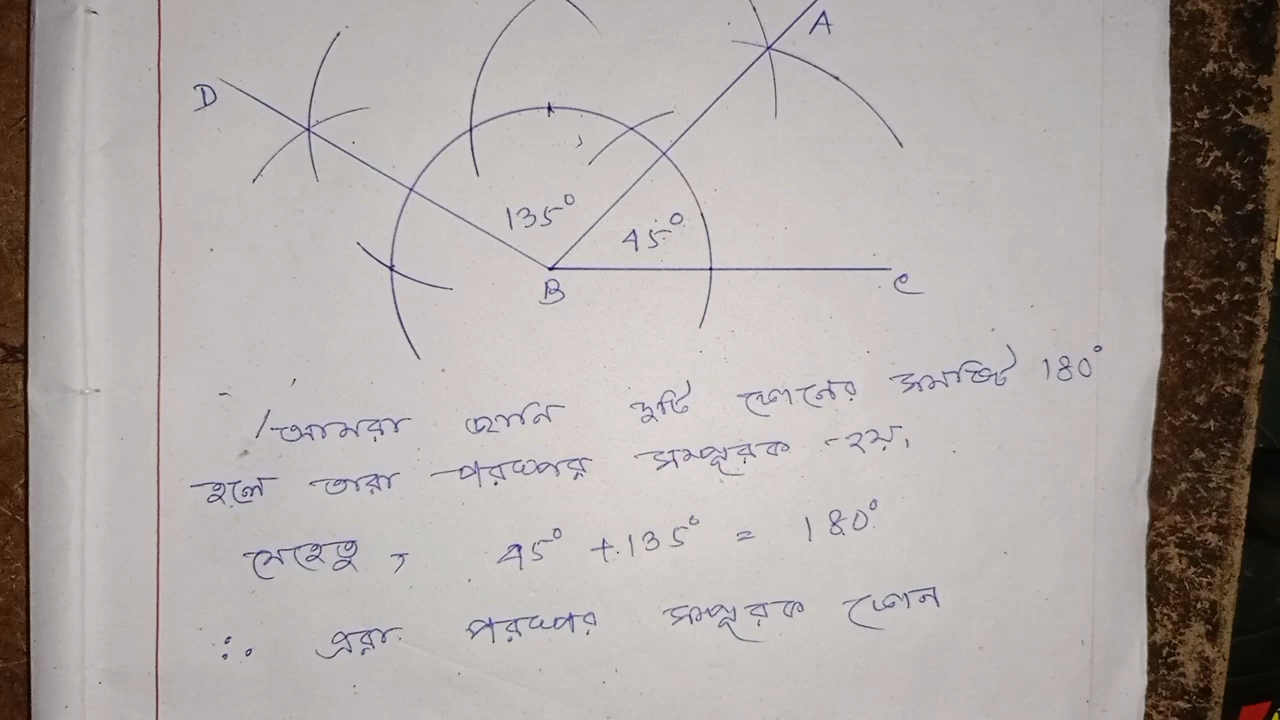 A
D
135°
45°
B
C
আমরা জানি দুটি কোনের সমষ্টি 180°
হলে তারা পরস্পর সম্পূরক হয়,
যেহেতু, 45° + 135° = 180°
∴ এরা পরস্পর সম্পূরক কোন